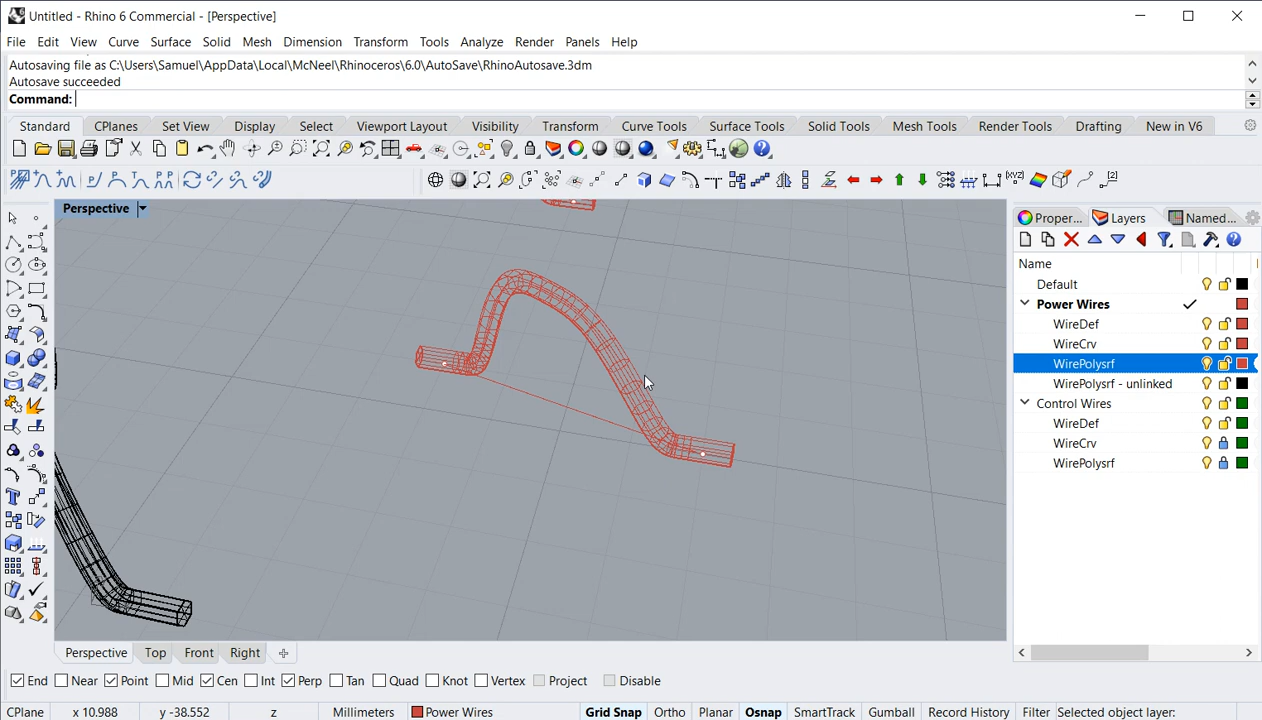 Untitled - Rhino 6 Commercial - [Perspective]
File Edit View Curve Surface Solid Mesh Dimension Transform Tools Analyze Render Panels Help
Autosaving file as C:\Users\Samuel\AppData\Local\McNeel\Rhinoceros\6.0\AutoSave\RhinoAutosave.3dm
Autosave succeeded
Command:
Standard CPlanes Set View Display Select Viewport Layout Visibility Transform Curve Tools Surface Tools Solid Tools Mesh Tools Render Tools Drafting New in V6
Perspective
Proper... Layers Named...
Name
Default
Power Wires
WireDef
WireCrv
WirePolysrf
WirePolysrf - unlinked
Control Wires
WireDef
WireCrv
WirePolysrf
Perspective Top Front Right
End Near Point Mid Cen Int Perp Tan Quad Knot Vertex Project Disable
CPlane x 10.988 y -38.552 z Millimeters Power Wires Grid Snap Ortho Planar Osnap SmartTrack Gumball Record History Filter Selected object layer: